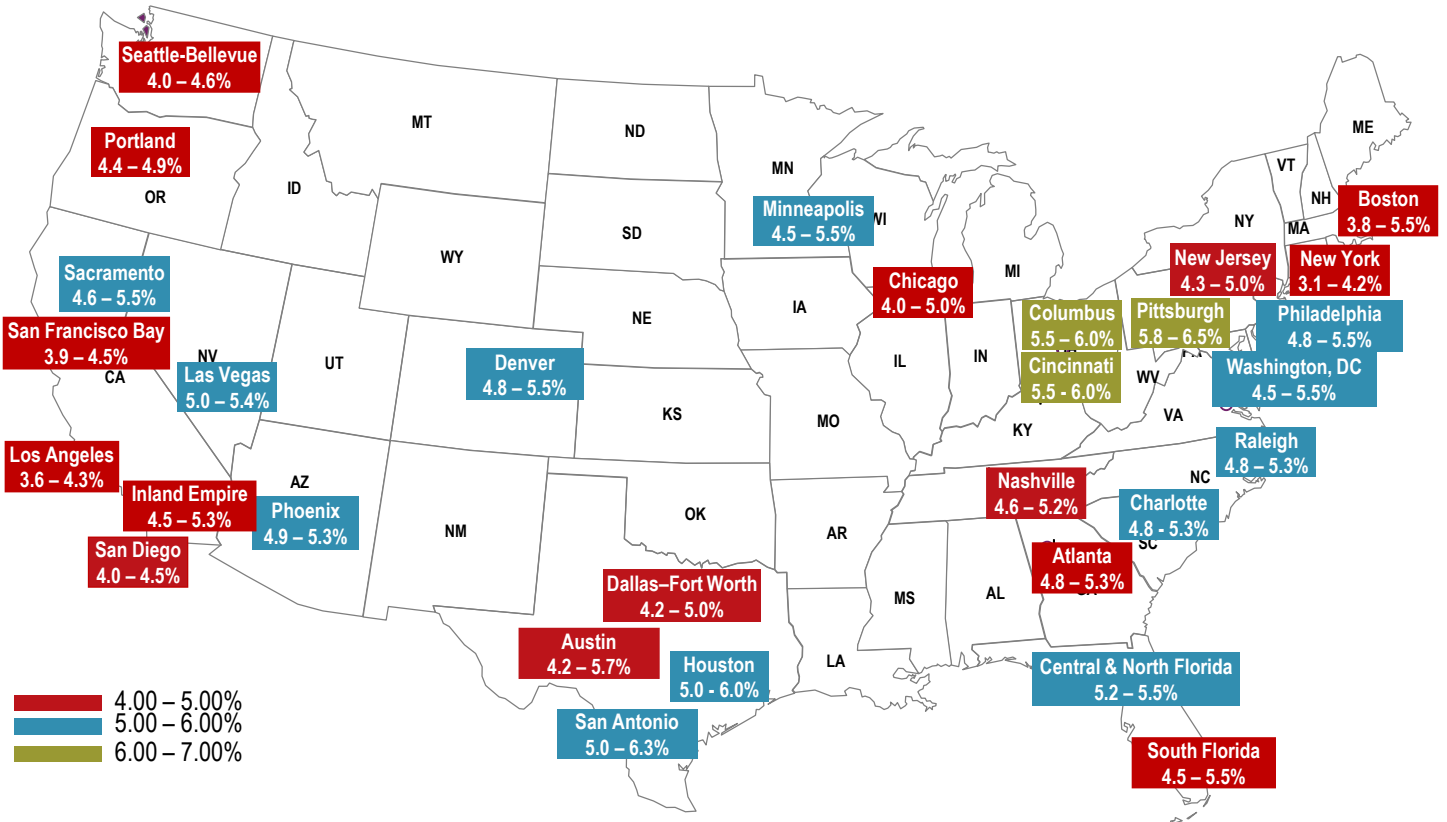 Seattle-Bellevue
4.0 – 4.6%
Portland
4.4 – 4.9%
OR
ID
MT
ND
MN
Minneapolis
4.5 – 5.5%
WI
SD
WY
Sacramento
4.6 – 5.5%
San Francisco Bay
3.9 – 4.5%
CA
NV
Las Vegas
5.0 – 5.4%
UT
Denver
4.8 – 5.5%
NE
IA
Chicago
4.0 – 5.0%
MI
ME
VT
NH
NY
MA
Boston
3.8 – 5.5%
New Jersey
4.3 – 5.0%
New York
3.1 – 4.2%
Columbus
5.5 – 6.0%
Pittsburgh
5.8 – 6.5%
Philadelphia
4.8 – 5.5%
Cincinnati
5.5 - 6.0%
Washington, DC
4.5 – 5.5%
IL
IN
WV
VA
KY
KS
MO
Raleigh
4.8 – 5.3%
Los Angeles
3.6 – 4.3%
Inland Empire
4.5 – 5.3%
AZ
Phoenix
4.9 – 5.3%
San Diego
4.0 – 4.5%
NM
OK
AR
Nashville
4.6 – 5.2%
NC
Charlotte
4.8 - 5.3%
SC
Atlanta
4.8 – 5.3%
Dallas–Fort Worth
4.2 – 5.0%
MS
AL
Austin
4.2 – 5.7%
Houston
5.0 - 6.0%
LA
San Antonio
5.0 – 6.3%
Central & North Florida
5.2 – 5.5%
South Florida
4.5 – 5.5%
4.00 – 5.00%
5.00 – 6.00%
6.00 – 7.00%